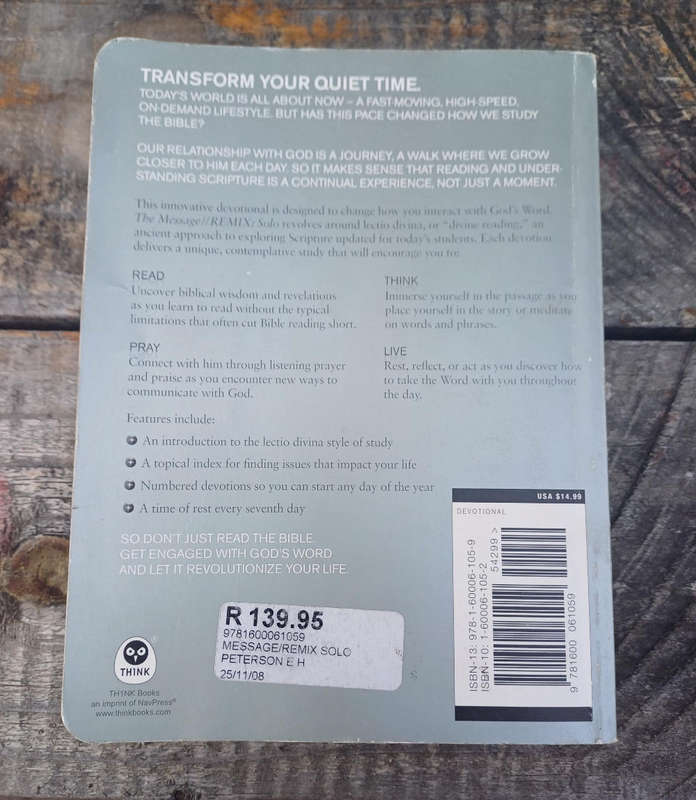 TRANSFORM YOUR QUIET TIME.
TODAY'S WORLD IS ALL ABOUT NOW – A FAST-MOVING, HIGH-SPEED,
ON-DEMAND LIFESTYLE. BUT HAS THIS PACE CHANGED HOW WE STUDY
THE BIBLE?
OUR RELATIONSHIP WITH GOD IS A JOURNEY, A WALK WHERE WE GROW
CLOSER TO HIM EACH DAY. SO IT MAKES SENSE THAT READING AND UNDER-
STANDING SCRIPTURE IS A CONTINUAL EXPERIENCE, NOT JUST A MOMENT.
This innovative devotional is designed to change how you interact with God's Word.
The Message//REMIX: Solo revolves around lectio divina, or "divine reading," an
ancient approach to exploring Scripture updated for today's students. Each devotion
delivers a unique, contemplative study that will encourage you to:
READ
Uncover biblical wisdom and revelations
as you learn to read without the typical
limitations that often cut Bible reading short.
THINK
Immerse yourself in the passage as you
place yourself in the story or meditate
on words and phrases.
PRAY
Connect with him through listening prayer
and praise as you encounter new ways to
communicate with God.
LIVE
Rest, reflect, or act as you discover how
to take the Word with you throughout
the day.
Features include:
An introduction to the lectio divina style of study
A topical index for finding issues that impact your life
Numbered devotions so you can start any day of the year
A time of rest every seventh day
SO DON'T JUST READ THE BIBLE.
GET ENGAGED WITH GOD'S WORD
AND LET IT REVOLUTIONIZE YOUR LIFE.
USA $14.99
DEVOTIONAL
ISBN-13: 978-1-60006-105-9
ISBN-10: 1-60006-105-2
54299 >
9 781600 061059
R 139.95
9781600061059
MESSAGE/REMIX SOLO
PETERSON E H
25/11/08
TH1NK
TH1NK Books
an imprint of NavPress®
www.thinkbooks.com